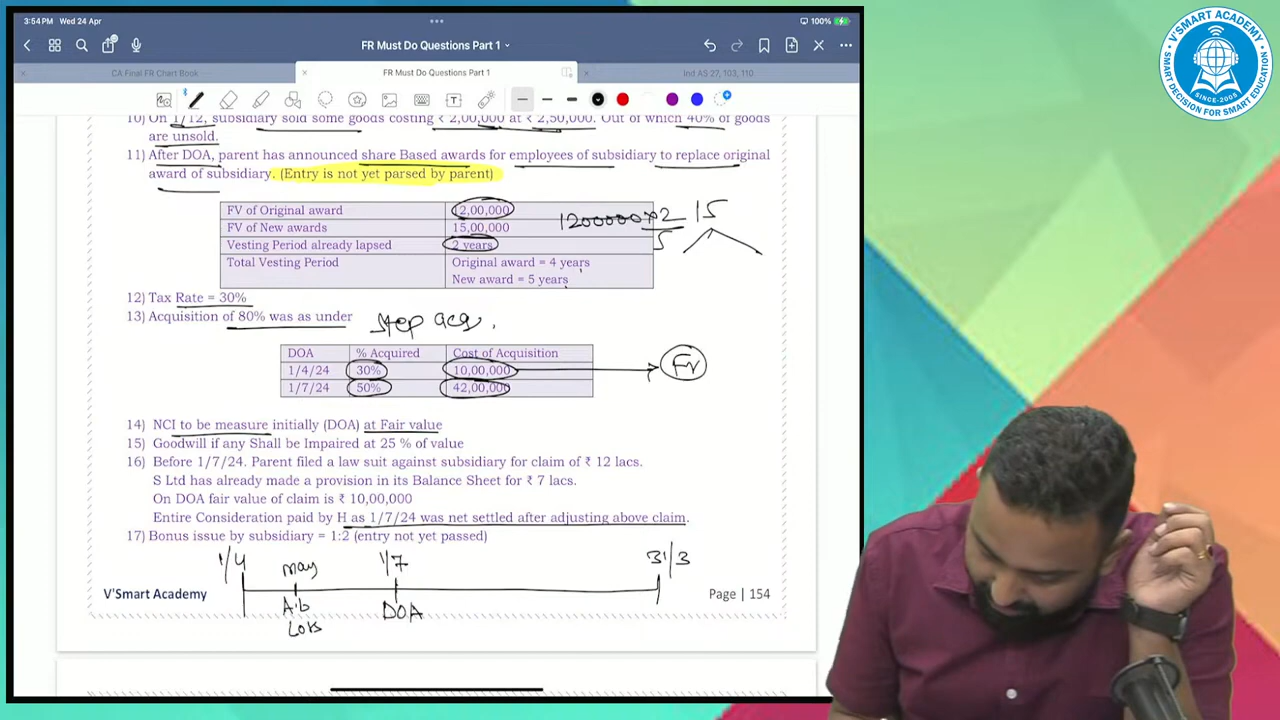 3:54 PM Wed 24 Apr
100%
FR Must Do Questions Part 1
CA Final FR Chart Book
FR Must Do Questions Part 1
Ind AS 27, 103, 110
10) On 1/12, subsidiary sold some goods costing ₹ 2,00,000 at ₹ 2,50,000. Out of which 40% of goods
are unsold.
11) After DOA, parent has announced share Based awards for employees of subsidiary to replace original
award of subsidiary. (Entry is not yet parsed by parent)
FV of Original award 12,00,000
FV of New awards 15,00,000
Vesting Period already lapsed 2 years
Total Vesting Period Original award = 4 years
New award = 5 years
1200000×2 15
5
12) Tax Rate = 30%
13) Acquisition of 80% was as under
Step acq.
DOA % Acquired Cost of Acquisition
1/4/24 30% 10,00,000
1/7/24 50% 42,00,000
FV
14) NCI to be measure initially (DOA) at Fair value
15) Goodwill if any Shall be Impaired at 25 % of value
16) Before 1/7/24. Parent filed a law suit against subsidiary for claim of ₹ 12 lacs.
S Ltd has already made a provision in its Balance Sheet for ₹ 7 lacs.
On DOA fair value of claim is ₹ 10,00,000
Entire Consideration paid by H as 1/7/24 was net settled after adjusting above claim.
17) Bonus issue by subsidiary = 1:2 (entry not yet passed)
1/4 may 1/7 31/3
DOA
Loss
V'Smart Academy Page | 154
V'SMART ACADEMY
SMART DECISION FOR SMART EDUCATION
SINCE-2005